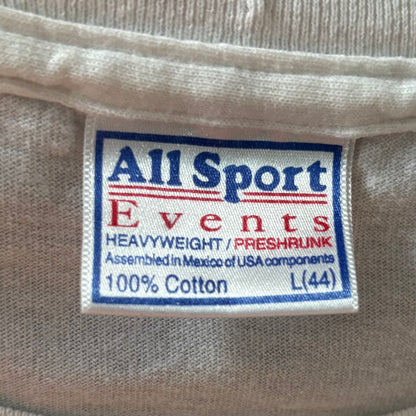 All Sport
Events
HEAVYWEIGHT / PRESHRUNK
Assembled in Mexico of USA components
100% Cotton L(44)